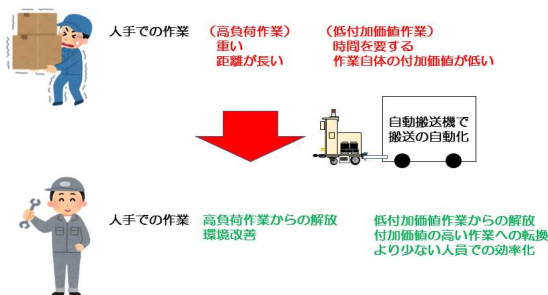 人手での作業 (高負荷作業) (低付加価値作業)
重い 時間を要する
距離が長い 作業自体の付加価値が低い
自動搬送機で
搬送の自動化
人手での作業 高負荷作業からの解放 低付加価値作業からの解放
環境改善 付加価値の高い作業への転換
より少ない人員での効率化